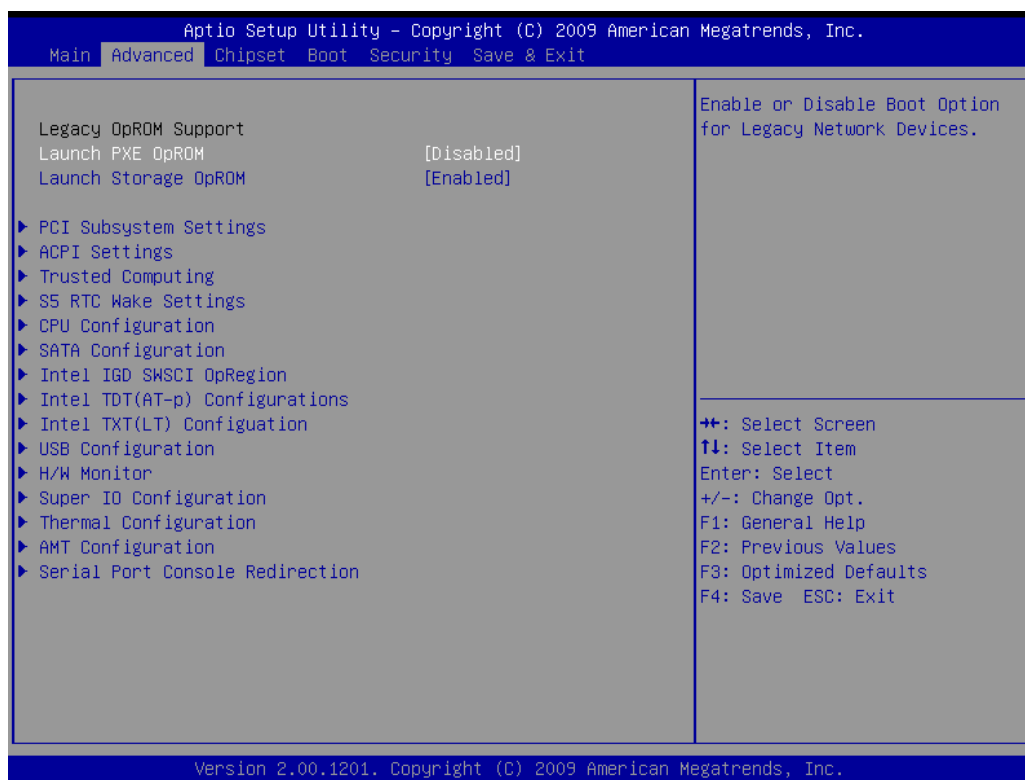 Aptio Setup Utility – Copyright (C) 2009 American Megatrends, Inc.
Main Advanced Chipset Boot Security Save & Exit
Legacy OpROM Support
Launch PXE OpROM [Disabled]
Launch Storage OpROM [Enabled]
▶ PCI Subsystem Settings
▶ ACPI Settings
▶ Trusted Computing
▶ S5 RTC Wake Settings
▶ CPU Configuration
▶ SATA Configuration
▶ Intel IGD SWSCI OpRegion
▶ Intel TDT(AT-p) Configurations
▶ Intel TXT(LT) Configuation
▶ USB Configuration
▶ H/W Monitor
▶ Super IO Configuration
▶ Thermal Configuration
▶ AMT Configuration
▶ Serial Port Console Redirection
Enable or Disable Boot Option
for Legacy Network Devices.
→←: Select Screen
↑↓: Select Item
Enter: Select
+/-: Change Opt.
F1: General Help
F2: Previous Values
F3: Optimized Defaults
F4: Save ESC: Exit
Version 2.00.1201. Copyright (C) 2009 American Megatrends, Inc.